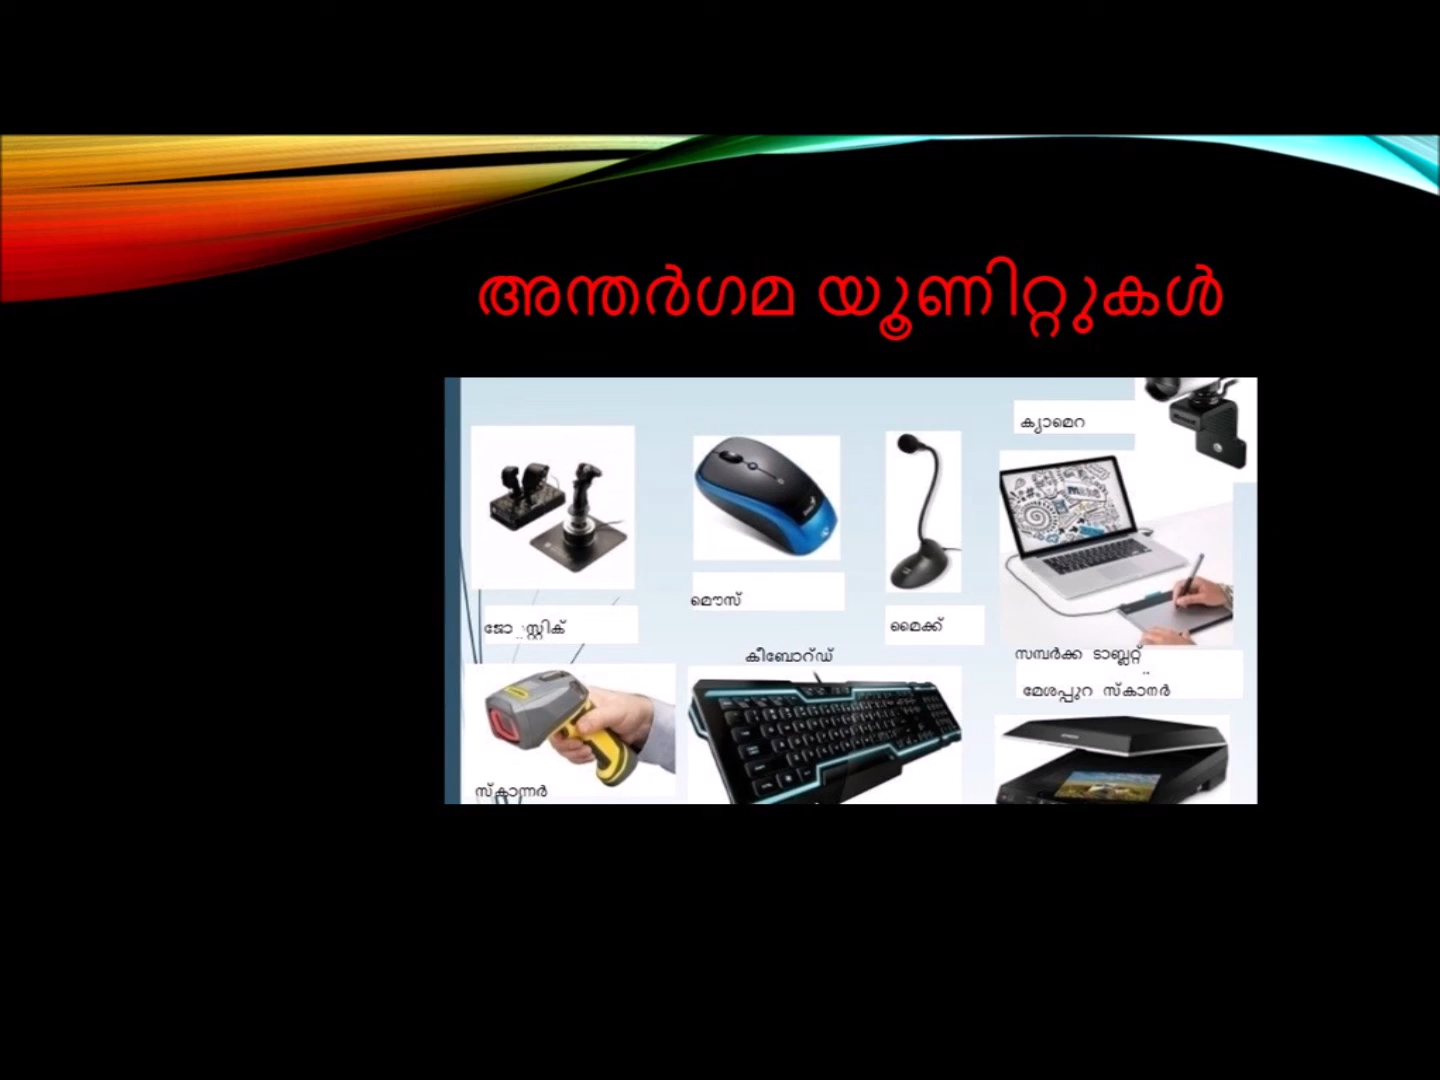 അന്തർഗമ യൂണിറ്റുകൾ
ക്യാമെറ
മൌസ്
മൈക്ക്
കീബോറ്ഡ്
സമ്പർക്ക ടാബ്ലറ്റ്
മേശപ്പുറ സ്കാനർ
സ്കാന്നർ